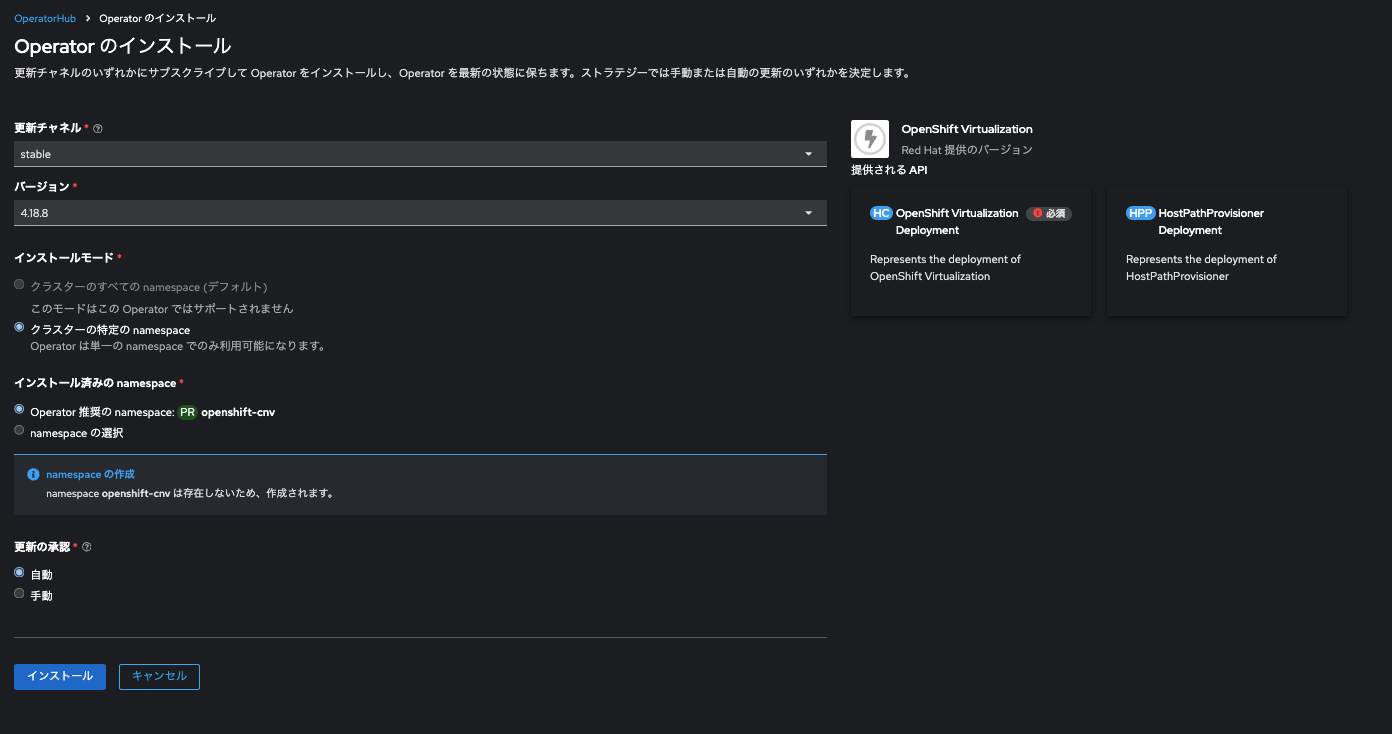 OperatorHub > Operator のインストール
Operator のインストール
更新チャネルのいずれかにサブスクライブして Operator をインストールし、Operator を最新の状態に保ちます。ストラテジーでは手動または自動の更新のいずれかを決定します。
更新チャネル *
stable
バージョン *
4.18.8
インストールモード *
クラスターのすべての namespace (デフォルト)
このモードはこの Operator ではサポートされません
クラスターの特定の namespace
Operator は単一の namespace でのみ利用可能になります。
インストール済みの namespace *
Operator 推奨の namespace: PR openshift-cnv
namespace の選択
namespace の作成
namespace openshift-cnv は存在しないため、作成されます。
更新の承認 *
自動
手動
インストール キャンセル
OpenShift Virtualization
Red Hat 提供のバージョン
提供される API
HC OpenShift Virtualization 必須
Deployment
Represents the deployment of
OpenShift Virtualization
HPP HostPathProvisioner
Deployment
Represents the deployment of
HostPathProvisioner